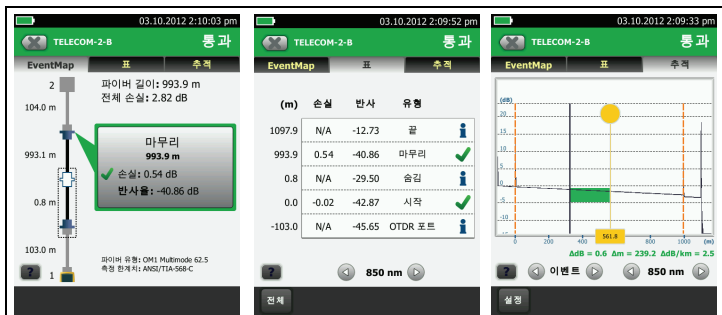 03.10.2012 2:10:03 pm
TELECOM-2-B
통과
EventMap 표 추적
2
파이버 길이: 993.9 m
전체 손실: 2.82 dB
104.0 m
마무리
993.9 m
손실: 0.54 dB
반사율: -40.86 dB
993.1 m
0.8 m
103.0 m
파이버 유형: OM1 Multimode 62.5
측정 한계치: ANSI/TIA-568-C
? 1
03.10.2012 2:09:52 pm
TELECOM-2-B
통과
EventMap 표 추적
(m) 손실 반사 유형
1097.9 N/A -12.73 끝 i
993.9 0.54 -40.86 마무리
0.8 N/A -29.50 숨김 i
0.0 -0.02 -42.87 시작
-103.0 N/A -45.65 OTDR 포트 i
? 850 nm
전체
03.10.2012 2:09:33 pm
TELECOM-2-B
통과
EventMap 표 추적
(dB)
20
15
10
5
0
-5
-10
0 200 400 561.8 800 1000 (m)
ΔdB = 0.6 Δm = 239.2 ΔdB/km = 2.5
? 이벤트 850 nm
설정